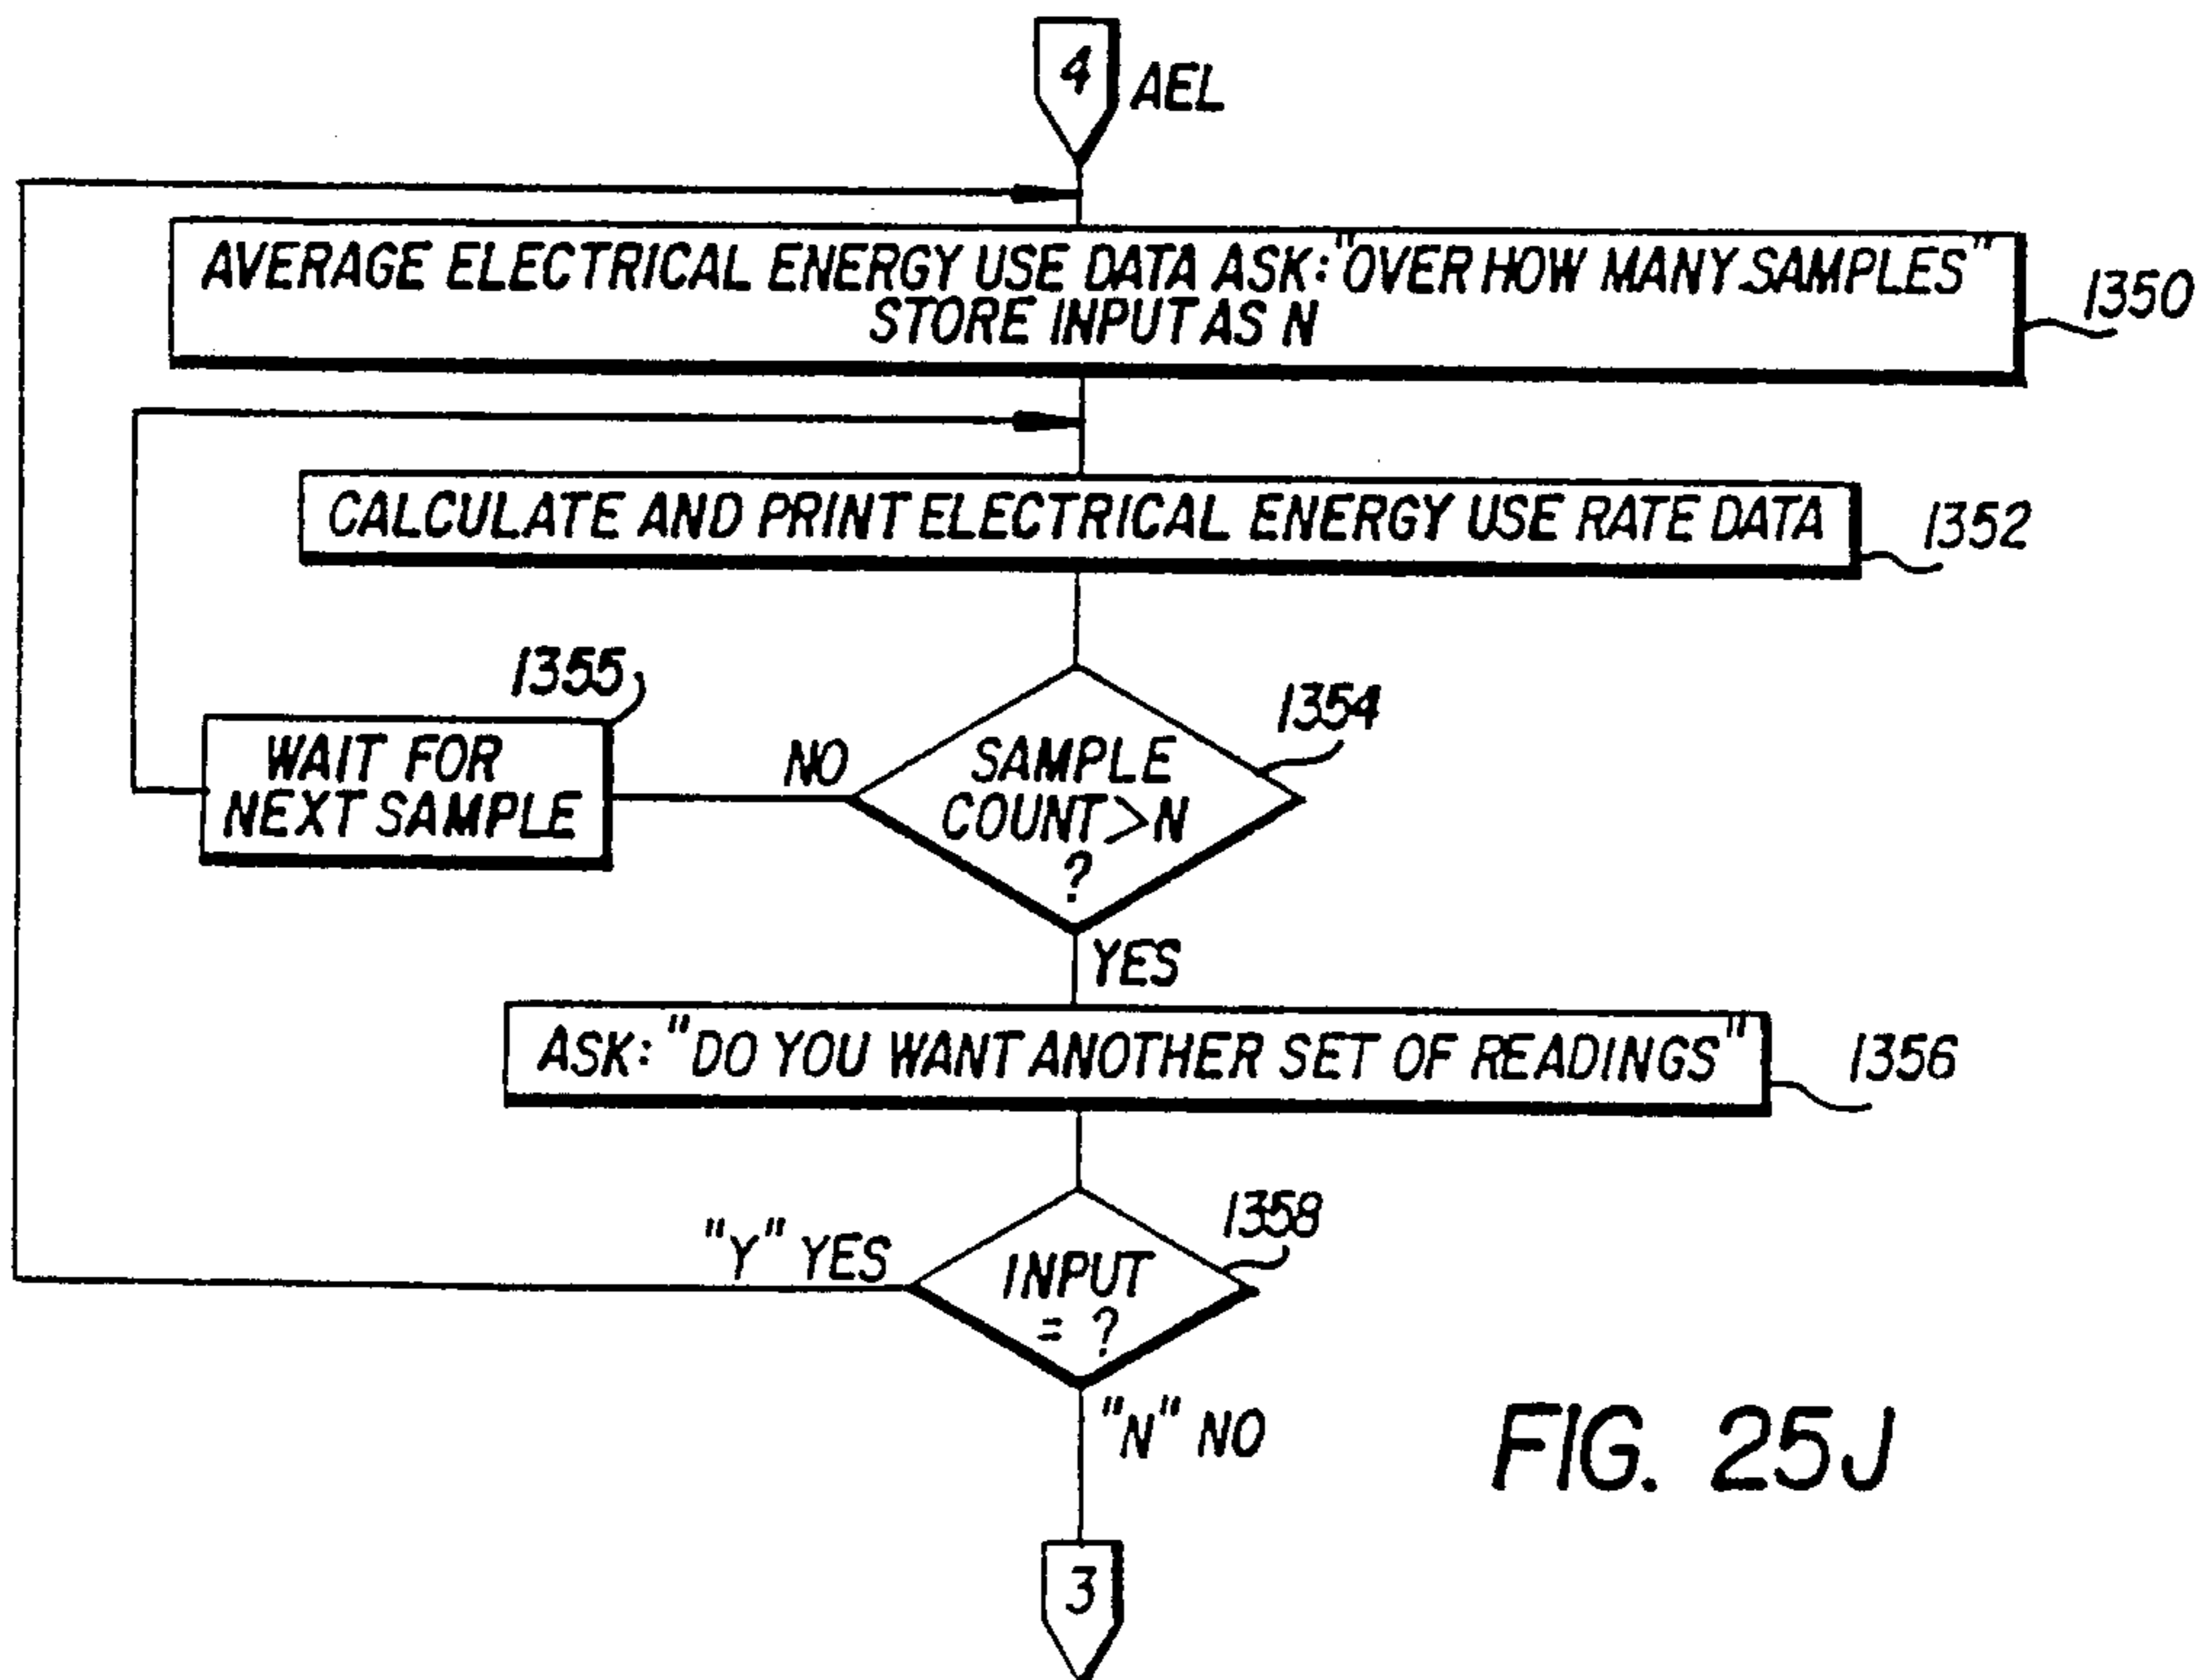 4 AEL
AVERAGE ELECTRICAL ENERGY USE DATA ASK: "OVER HOW MANY SAMPLES"
STORE INPUT AS N
1350
CALCULATE AND PRINT ELECTRICAL ENERGY USE RATE DATA
1352
1355
WAIT FOR
NEXT SAMPLE
NO
SAMPLE
COUNT>N
?
1354
YES
ASK: "DO YOU WANT ANOTHER SET OF READINGS"
1356
"Y" YES
INPUT
= ?
1358
"N" NO
3
FIG. 25J